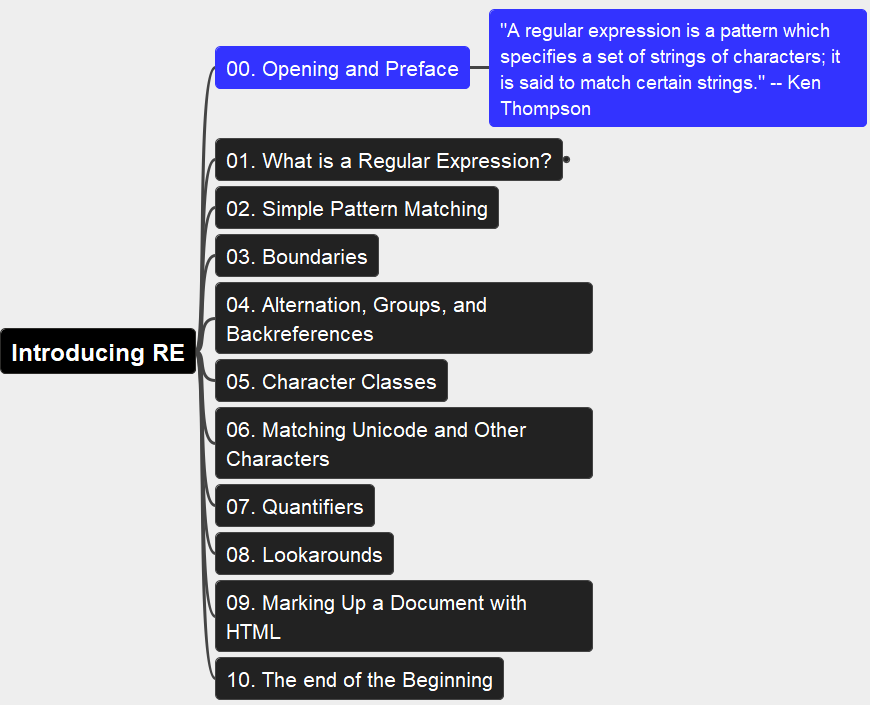 00. Opening and Preface
"A regular expression is a pattern which
specifies a set of strings of characters; it
is said to match certain strings." -- Ken
Thompson
01. What is a Regular Expression?
02. Simple Pattern Matching
03. Boundaries
04. Alternation, Groups, and
Backreferences
Introducing RE
05. Character Classes
06. Matching Unicode and Other
Characters
07. Quantifiers
08. Lookarounds
09. Marking Up a Document with
HTML
10. The end of the Beginning